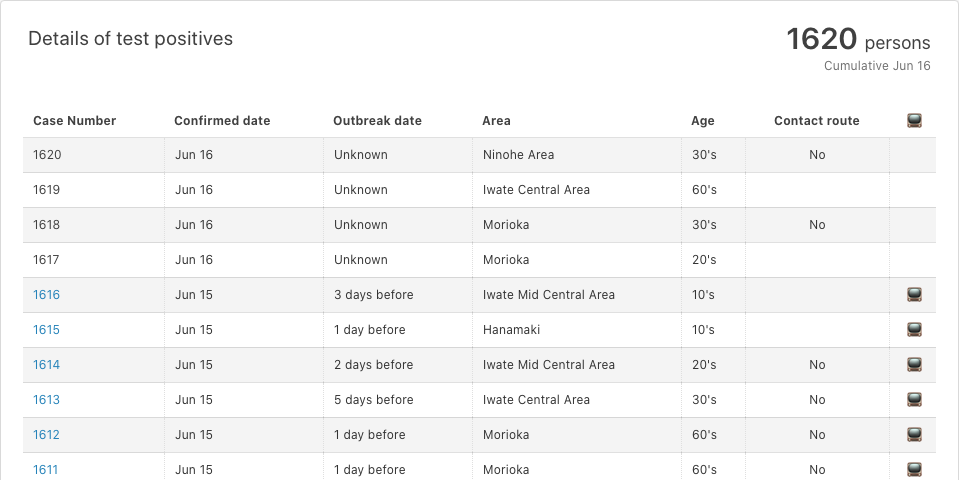 Details of test positives
1620 persons
Cumulative Jun 16
Case Number Confirmed date Outbreak date Area Age Contact route
1620 Jun 16 Unknown Ninohe Area 30's No
1619 Jun 16 Unknown Iwate Central Area 60's
1618 Jun 16 Unknown Morioka 30's No
1617 Jun 16 Unknown Morioka 20's
1616 Jun 15 3 days before Iwate Mid Central Area 10's
1615 Jun 15 1 day before Hanamaki 10's
1614 Jun 15 2 days before Iwate Mid Central Area 20's No
1613 Jun 15 5 days before Iwate Central Area 30's No
1612 Jun 15 1 day before Morioka 60's No
1611 Jun 15 1 day before Morioka 60's No